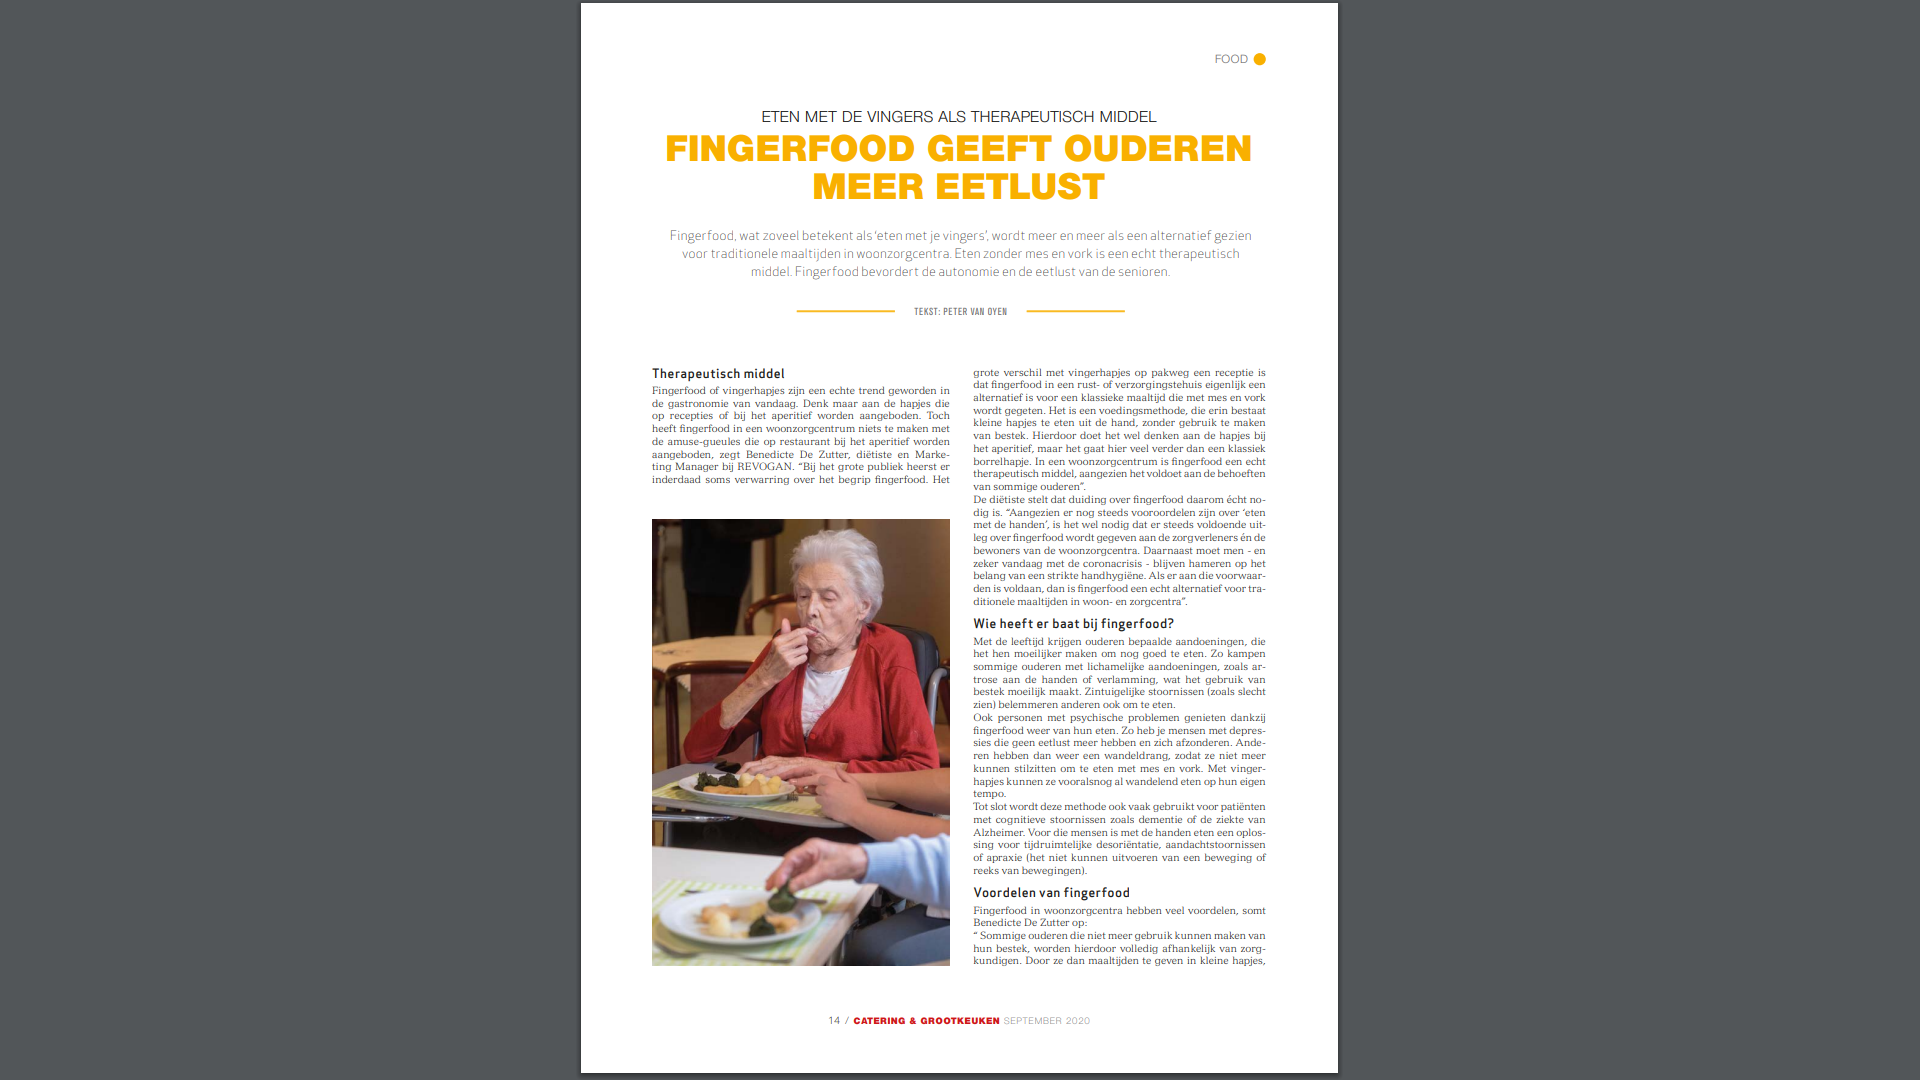 FOOD
ETEN MET DE VINGERS ALS THERAPEUTISCH MIDDEL
FINGERFOOD GEEFT OUDEREN
MEER EETLUST
Fingerfood, wat zoveel betekent als ‘eten met je vingers’, wordt meer en meer als een alternatief gezien
voor traditionele maaltijden in woonzorgcentra. Eten zonder mes en vork is een echt therapeutisch
middel. Fingerfood bevordert de autonomie en de eetlust van de senioren.
TEKST: PETER VAN OYEN
Therapeutisch middel
Fingerfood of vingerhapjes zijn een echte trend geworden in
de gastronomie van vandaag. Denk maar aan de hapjes die
op recepties of bij het aperitief worden aangeboden. Toch
heeft fingerfood in een woonzorgcentrum niets te maken met
de amuse-gueules die op restaurant bij het aperitief worden
aangeboden, zegt Benedicte De Zutter, diëtiste en Marke-
ting Manager bij REVOGAN. “Bij het grote publiek heerst er
inderdaad soms verwarring over het begrip fingerfood. Het
grote verschil met vingerhapjes op pakweg een receptie is
dat fingerfood in een rust- of verzorgingstehuis eigenlijk een
alternatief is voor een klassieke maaltijd die met mes en vork
wordt gegeten. Het is een voedingsmethode, die erin bestaat
kleine hapjes te eten uit de hand, zonder gebruik te maken
van bestek. Hierdoor doet het wel denken aan de hapjes bij
het aperitief, maar het gaat hier veel verder dan een klassiek
borrelhapje. In een woonzorgcentrum is fingerfood een echt
therapeutisch middel, aangezien het voldoet aan de behoeften
van sommige ouderen”.
De diëtiste stelt dat duiding over fingerfood daarom écht no-
dig is. “Aangezien er nog steeds vooroordelen zijn over ‘eten
met de handen’, is het wel nodig dat er steeds voldoende uit-
leg over fingerfood wordt gegeven aan de zorgverleners én de
bewoners van de woonzorgcentra. Daarnaast moet men - en
zeker vandaag met de coronacrisis - blijven hameren op het
belang van een strikte handhygiëne. Als er aan die voorwaar-
den is voldaan, dan is fingerfood een echt alternatief voor tra-
ditionele maaltijden in woon- en zorgcentra”.
Wie heeft er baat bij fingerfood?
Met de leeftijd krijgen ouderen bepaalde aandoeningen, die
het hen moeilijker maken om nog goed te eten. Zo kampen
sommige ouderen met lichamelijke aandoeningen, zoals ar-
trose aan de handen of verlamming, wat het gebruik van
bestek moeilijk maakt. Zintuigelijke stoornissen (zoals slecht
zien) belemmeren anderen ook om te eten.
Ook personen met psychische problemen genieten dankzij
fingerfood weer van hun eten. Zo heb je mensen met depres-
sies die geen eetlust meer hebben en zich afzonderen. Ande-
ren hebben dan weer een wandeldrang, zodat ze niet meer
kunnen stilzitten om te eten met mes en vork. Met vinger-
hapjes kunnen ze vooralsnog al wandelend eten op hun eigen
tempo.
Tot slot wordt deze methode ook vaak gebruikt voor patiënten
met cognitieve stoornissen zoals dementie of de ziekte van
Alzheimer. Voor die mensen is met de handen eten een oplos-
sing voor tijdruimtelijke desoriëntatie, aandachtstoornissen
of apraxie (het niet kunnen uitvoeren van een beweging of
reeks van bewegingen).
Voordelen van fingerfood
Fingerfood in woonzorgcentra hebben veel voordelen, somt
Benedicte De Zutter op:
“ Sommige ouderen die niet meer gebruik kunnen maken van
hun bestek, worden hierdoor volledig afhankelijk van zorg-
kundigen. Door ze dan maaltijden te geven in kleine hapjes,
14 / CATERING & GROOTKEUKEN SEPTEMBER 2020